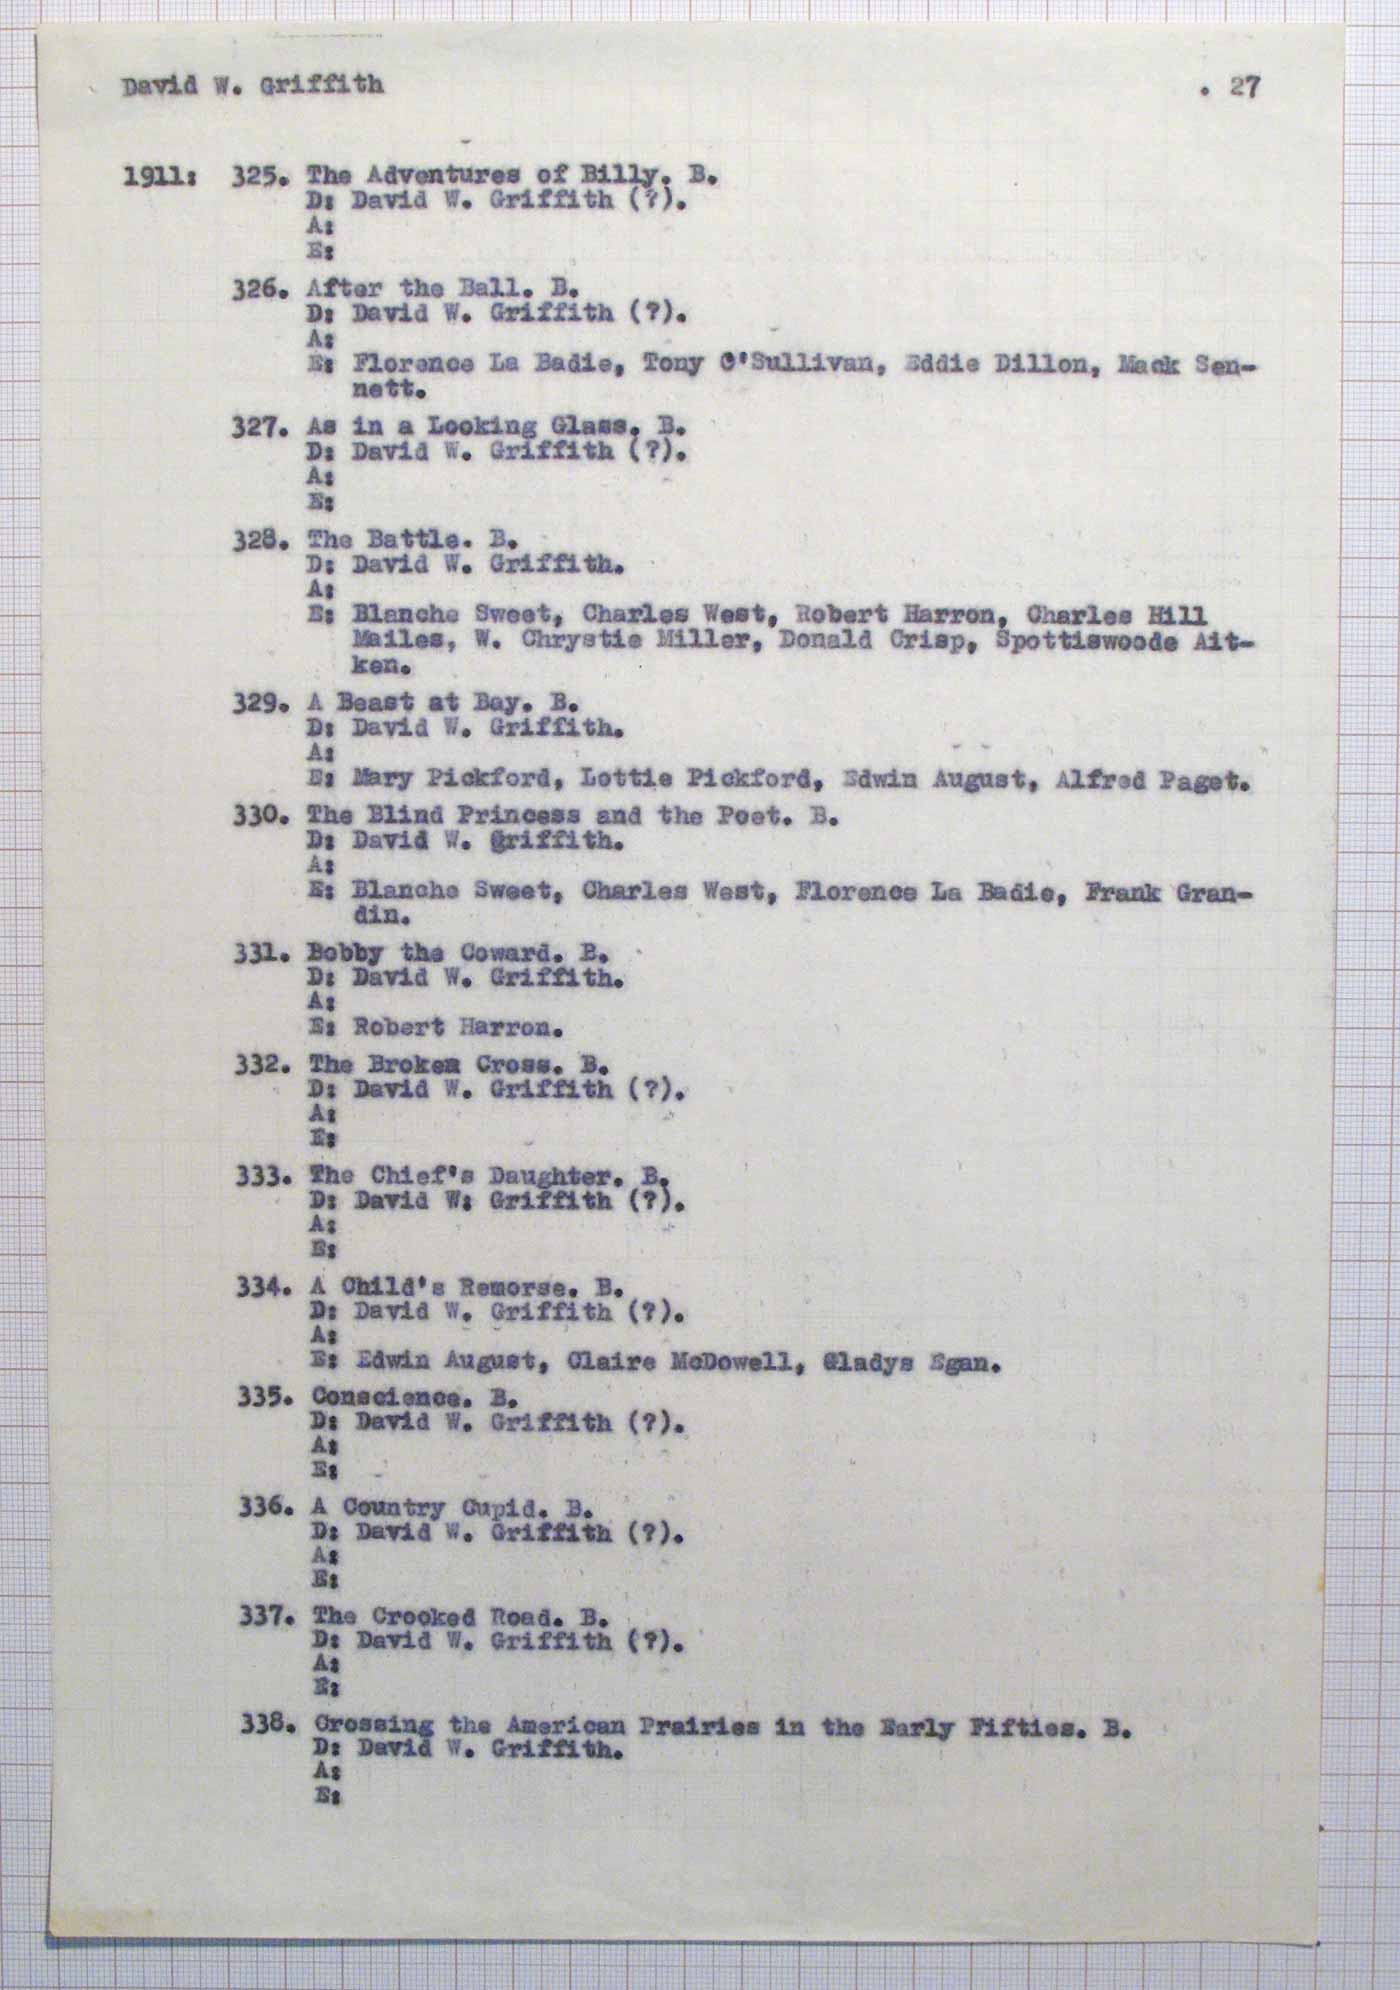 David W. Griffith . 27
1911: 325. The Adventures of Billy. B.
D: David W. Griffith (?).
A:
E:
326. After the Ball. B.
D: David W. Griffith (?).
A:
E: Florence La Badie, Tony O'Sullivan, Eddie Dillon, Mack Sen-
nett.
327. As in a Looking Glass. B.
D: David W. Griffith (?).
A:
E:
328. The Battle. B.
D: David W. Griffith.
A:
E: Blanche Sweet, Charles West, Robert Harron, Charles Hill
Mailes, W. Chrystie Miller, Donald Crisp, Spottiswoode Ait-
ken.
329. A Beast at Bay. B.
D: David W. Griffith.
A:
E: Mary Pickford, Lottie Pickford, Edwin August, Alfred Paget.
330. The Blind Princess and the Poet. B.
D: David W. Griffith.
A:
E: Blanche Sweet, Charles West, Florence La Badie, Frank Gran-
din.
331. Bobby the Coward. B.
D: David W. Griffith.
A:
E: Robert Harron.
332. The Broken Cross. B.
D: David W. Griffith (?).
A:
E:
333. The Chief's Daughter. B.
D: David W: Griffith (?).
A:
E:
334. A Child's Remorse. B.
D: David W. Griffith (?).
A:
E: Edwin August, Claire McDowell, Gladys Egan.
335. Conscience. B.
D: David W. Griffith (?).
A:
E:
336. A Country Cupid. B.
D: David W. Griffith (?).
A:
E:
337. The Crooked Road. B.
D: David W. Griffith (?).
A:
E:
338. Crossing the American Prairies in the Early Fifties. B.
D: David W. Griffith.
A:
E: